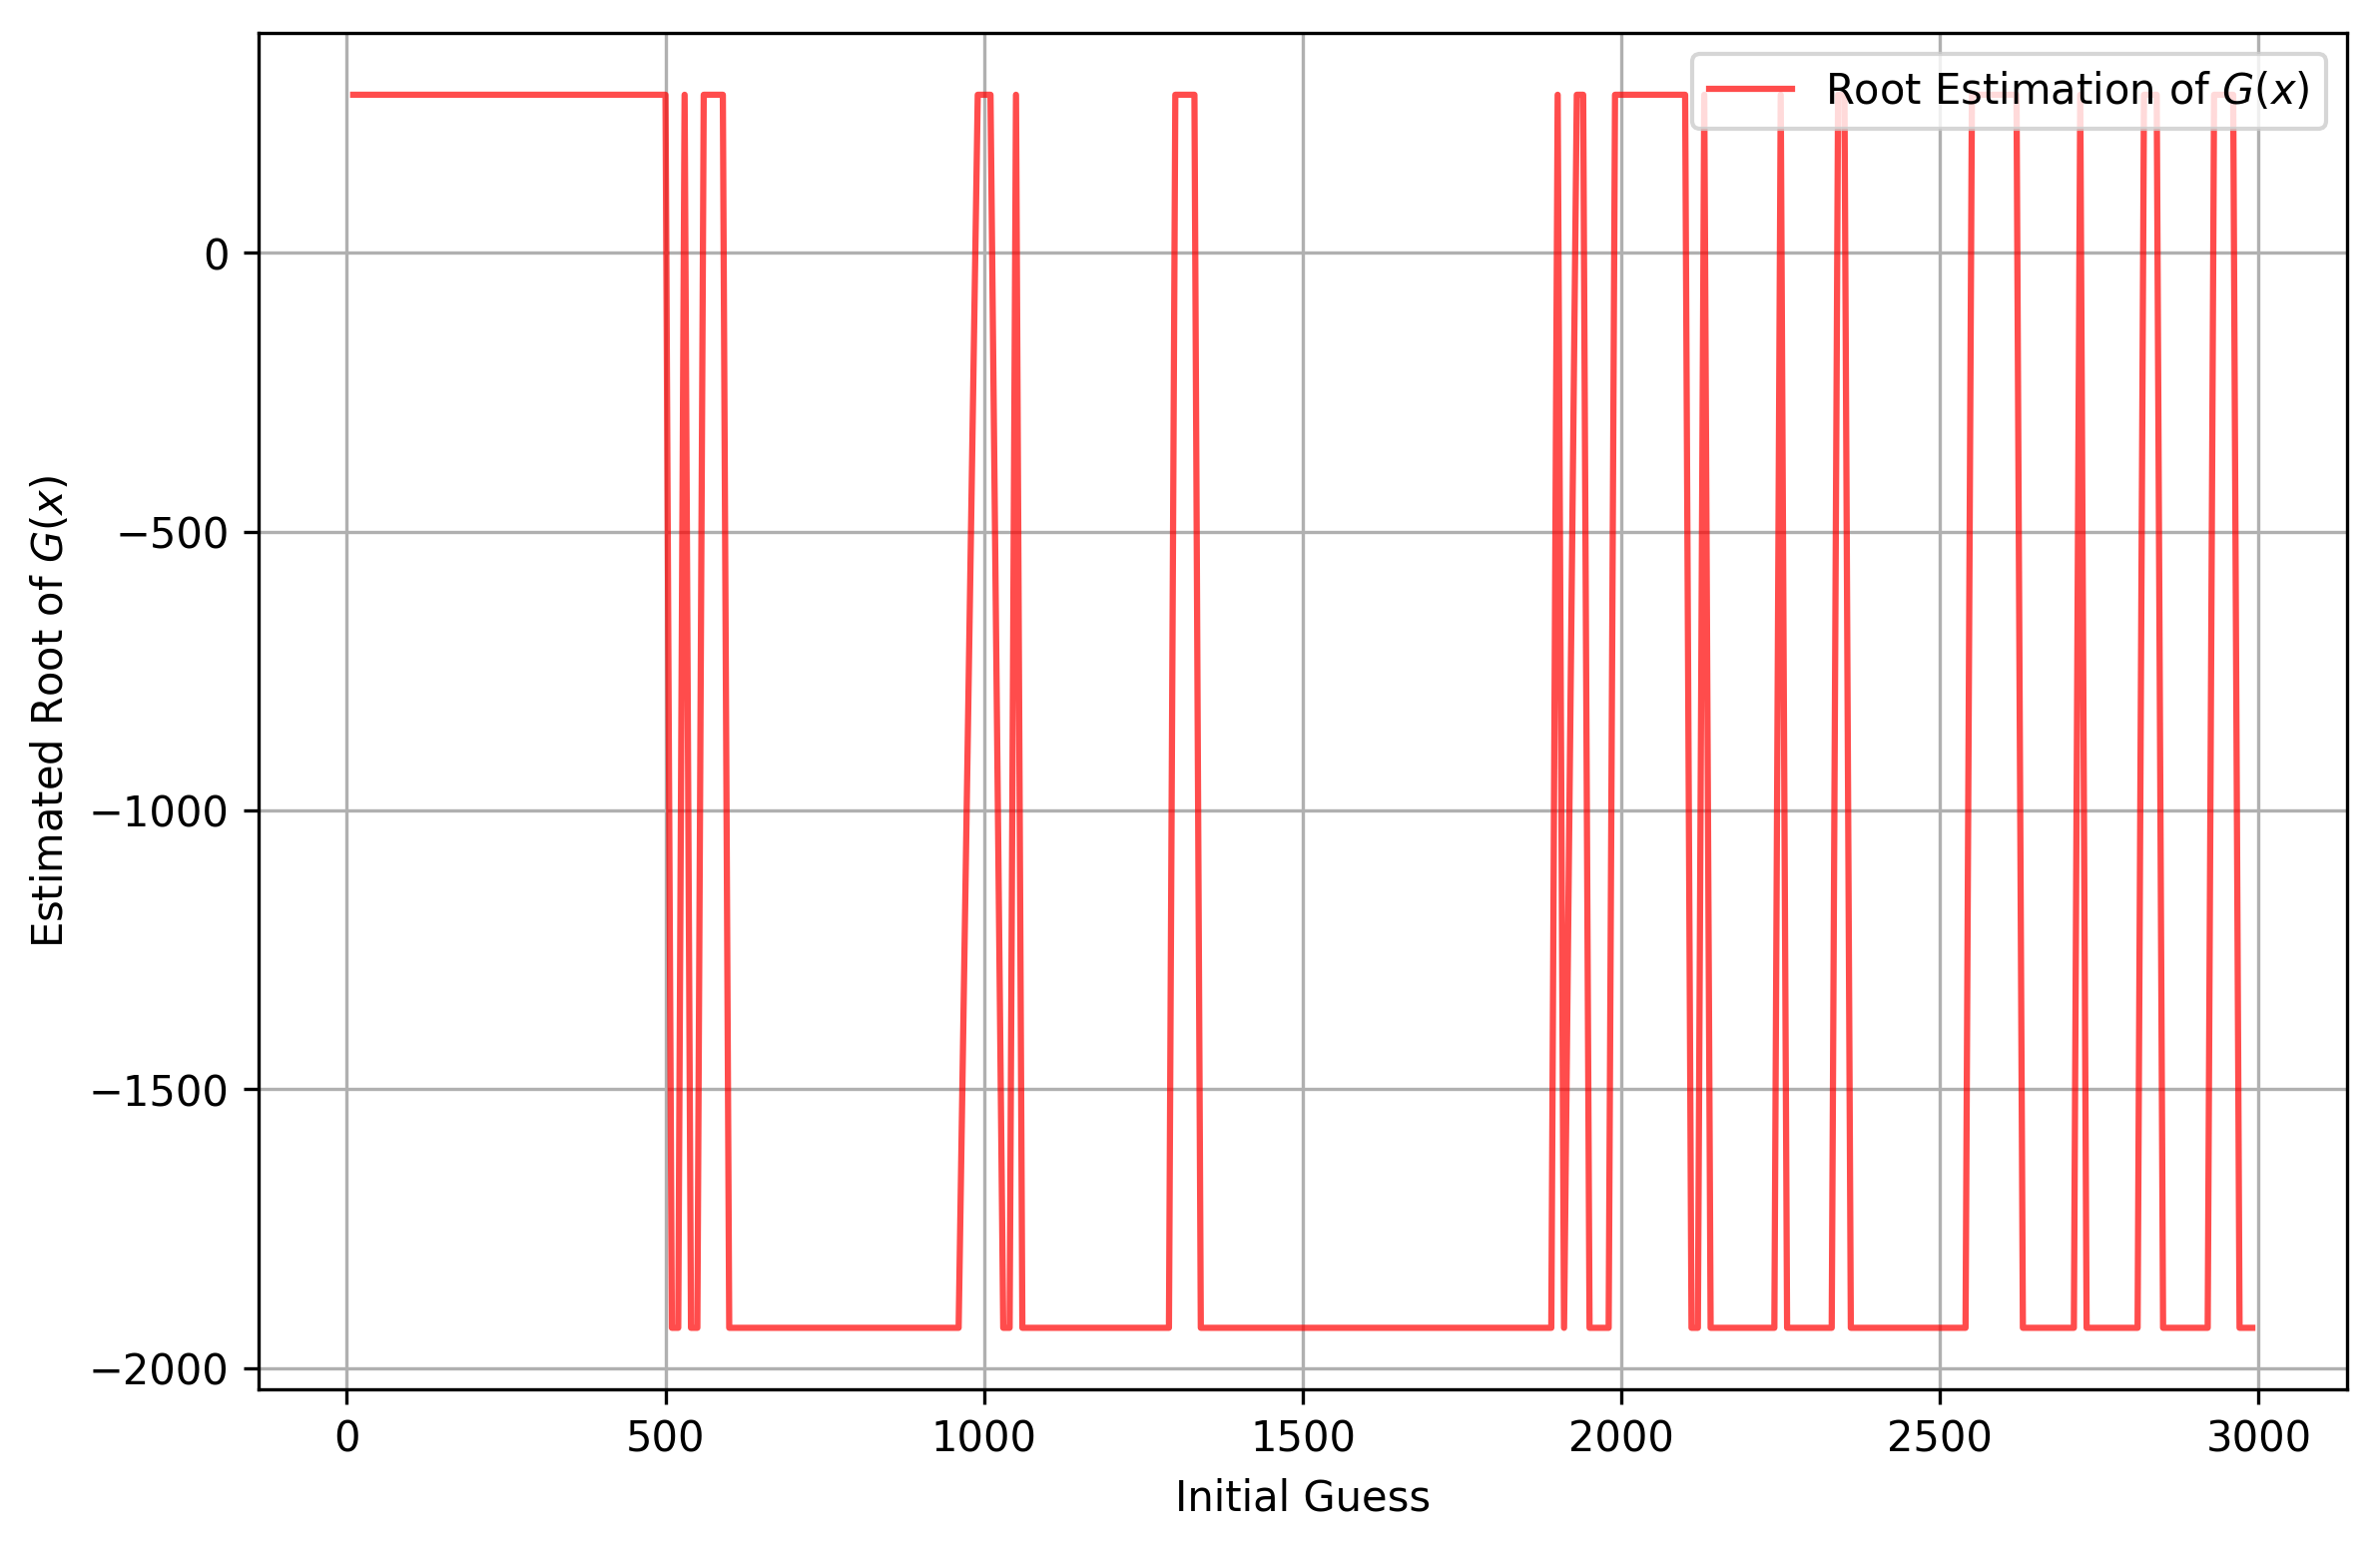 Root Estimation of G(x)
Estimated Root of G(x)
0
−500
−1000
−1500
−2000
0 500 1000 1500 2000 2500 3000
Initial Guess